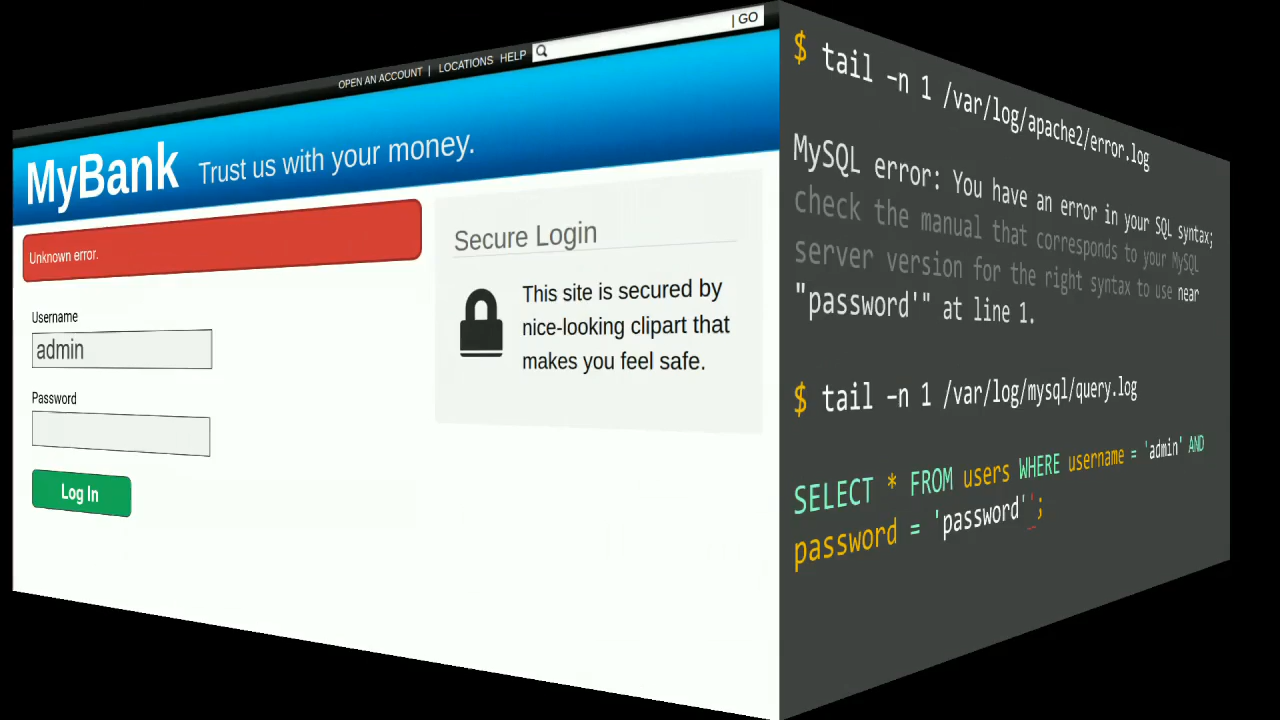 OPEN AN ACCOUNT | LOCATIONS HELP | GO
MyBank Trust us with your money.
Unknown error.
Username
admin
Password
Log In
Secure Login
This site is secured by
nice-looking clipart that
makes you feel safe.
$ tail -n 1 /var/log/apache2/error.log
MySQL error: You have an error in your SQL syntax;
check the manual that corresponds to your MySQL
server version for the right syntax to use near
"password'" at line 1.
$ tail -n 1 /var/log/mysql/query.log
SELECT * FROM users WHERE username = 'admin' AND
password = 'password'';